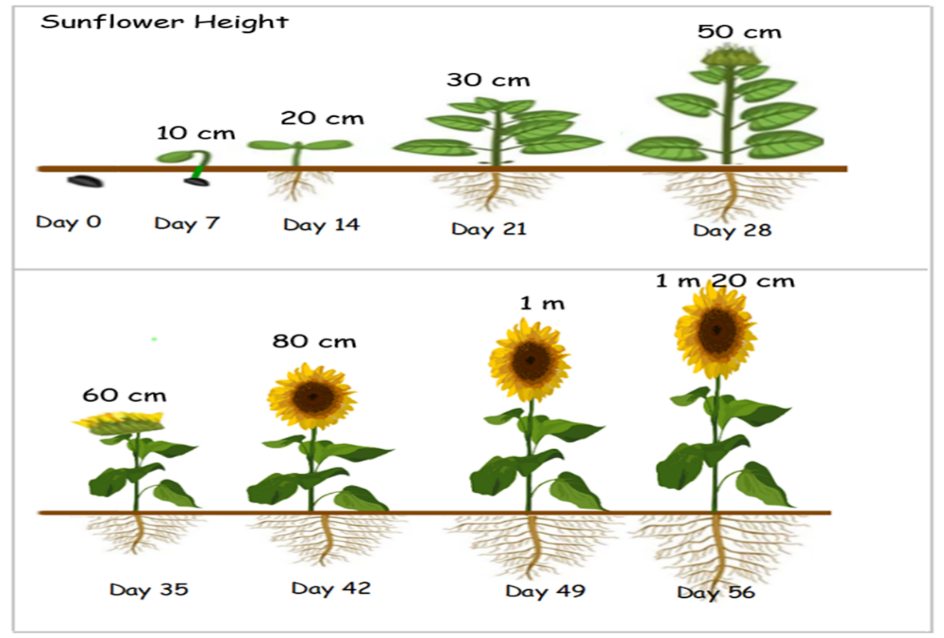 Sunflower Height
50 cm
30 cm
20 cm
10 cm
Day 0
Day 7
Day 14
Day 21
Day 28
1 m 20 cm
1 m
80 cm
60 cm
Day 35
Day 42
Day 49
Day 56